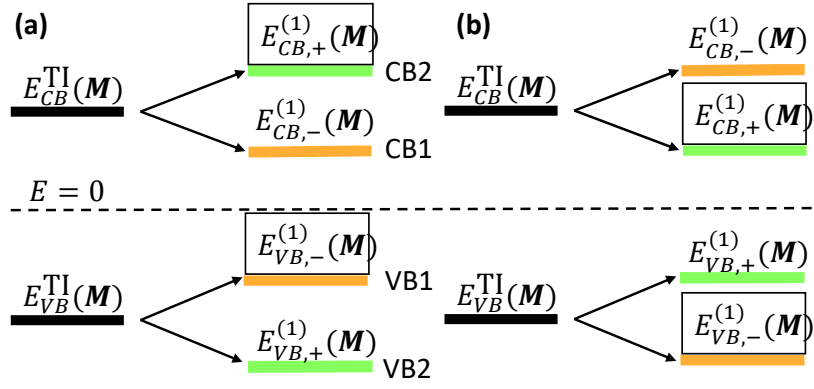 (a)
E_{CB,+}^{(1)}(M)
CB2
E_{CB}^{TI}(M)
E_{CB,-}^{(1)}(M)
CB1
(b)
E_{CB,-}^{(1)}(M)
E_{CB}^{TI}(M)
E_{CB,+}^{(1)}(M)
E = 0
E_{VB,-}^{(1)}(M)
VB1
E_{VB}^{TI}(M)
E_{VB,+}^{(1)}(M)
VB2
E_{VB,+}^{(1)}(M)
E_{VB}^{TI}(M)
E_{VB,-}^{(1)}(M)